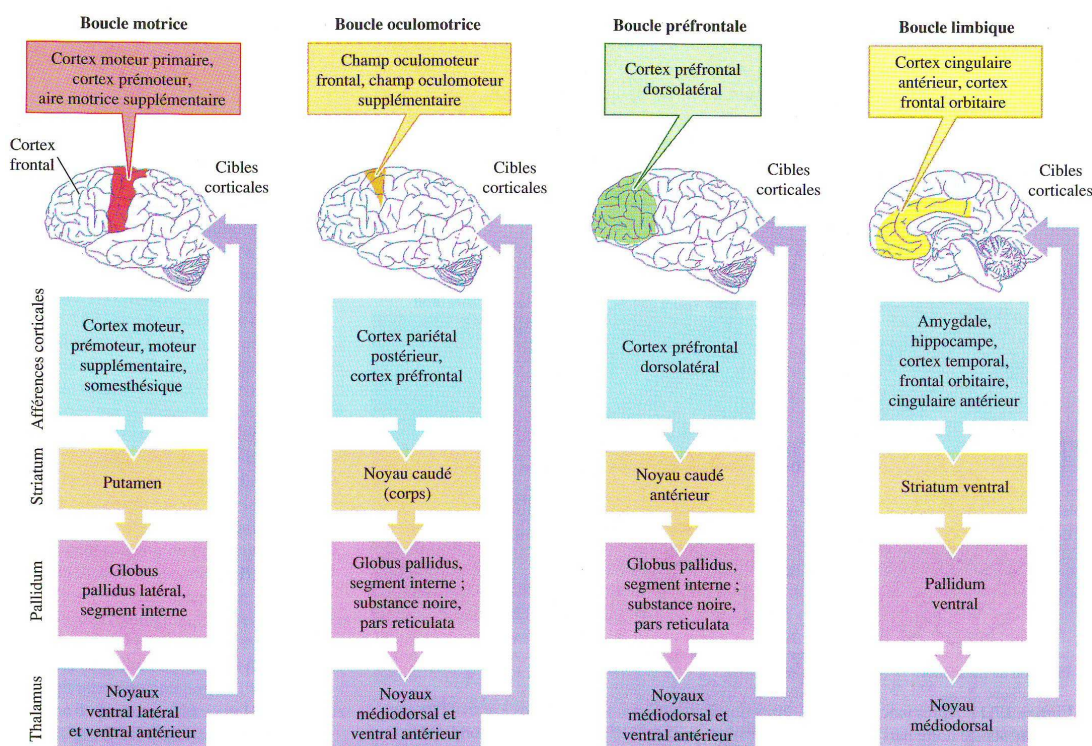 Boucle motrice
Cortex moteur primaire,
cortex prémoteur,
aire motrice supplémentaire
Cortex
frontal
Cibles
corticales
Boucle oculomotrice
Champ oculomoteur
frontal, champ oculomoteur
supplémentaire
Cibles
corticales
Boucle préfrontale
Cortex préfrontal
dorsolatéral
Cibles
corticales
Boucle limbique
Cortex cingulaire
antérieur, cortex
frontal orbitaire
Cibles
corticales
Afférences corticales
Cortex moteur,
prémoteur, moteur
supplémentaire,
somesthésique
Cortex pariétal
postérieur,
cortex préfrontal
Cortex préfrontal
dorsolatéral
Amygdale,
hippocampe,
cortex temporal,
frontal orbitaire,
cingulaire antérieur
Striatum
Putamen
Noyau caudé
(corps)
Noyau caudé
antérieur
Striatum ventral
Pallidum
Globus
pallidus latéral,
segment interne
Globus pallidus,
segment interne ;
substance noire,
pars reticulata
Globus pallidus,
segment interne ;
substance noire,
pars reticulata
Pallidum
ventral
Thalamus
Noyaux
ventral latéral
et ventral antérieur
Noyaux
médiodorsal et
ventral antérieur
Noyaux
médiodorsal et
ventral antérieur
Noyau
médiodorsal